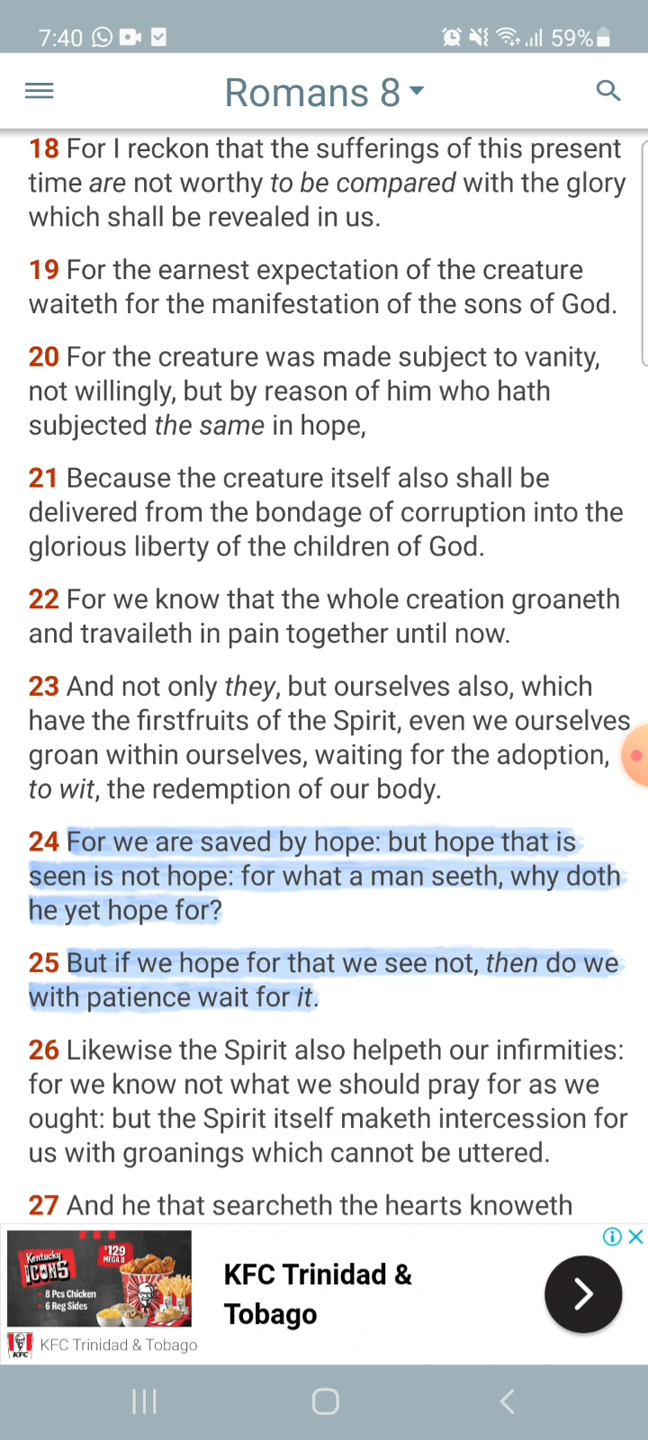 7:40
59%
Romans 8
18 For I reckon that the sufferings of this present
time are not worthy to be compared with the glory
which shall be revealed in us.
19 For the earnest expectation of the creature
waiteth for the manifestation of the sons of God.
20 For the creature was made subject to vanity,
not willingly, but by reason of him who hath
subjected the same in hope,
21 Because the creature itself also shall be
delivered from the bondage of corruption into the
glorious liberty of the children of God.
22 For we know that the whole creation groaneth
and travaileth in pain together until now.
23 And not only they, but ourselves also, which
have the firstfruits of the Spirit, even we ourselves
groan within ourselves, waiting for the adoption,
to wit, the redemption of our body.
24 For we are saved by hope: but hope that is
seen is not hope: for what a man seeth, why doth
he yet hope for?
25 But if we hope for that we see not, then do we
with patience wait for it.
26 Likewise the Spirit also helpeth our infirmities:
for we know not what we should pray for as we
ought: but the Spirit itself maketh intercession for
us with groanings which cannot be uttered.
27 And he that searcheth the hearts knoweth
Kentucky
ICONS
$129
MEGA 8
8 Pcs Chicken
6 Reg Sides
KFC Trinidad &
Tobago
KFC
KFC Trinidad & Tobago